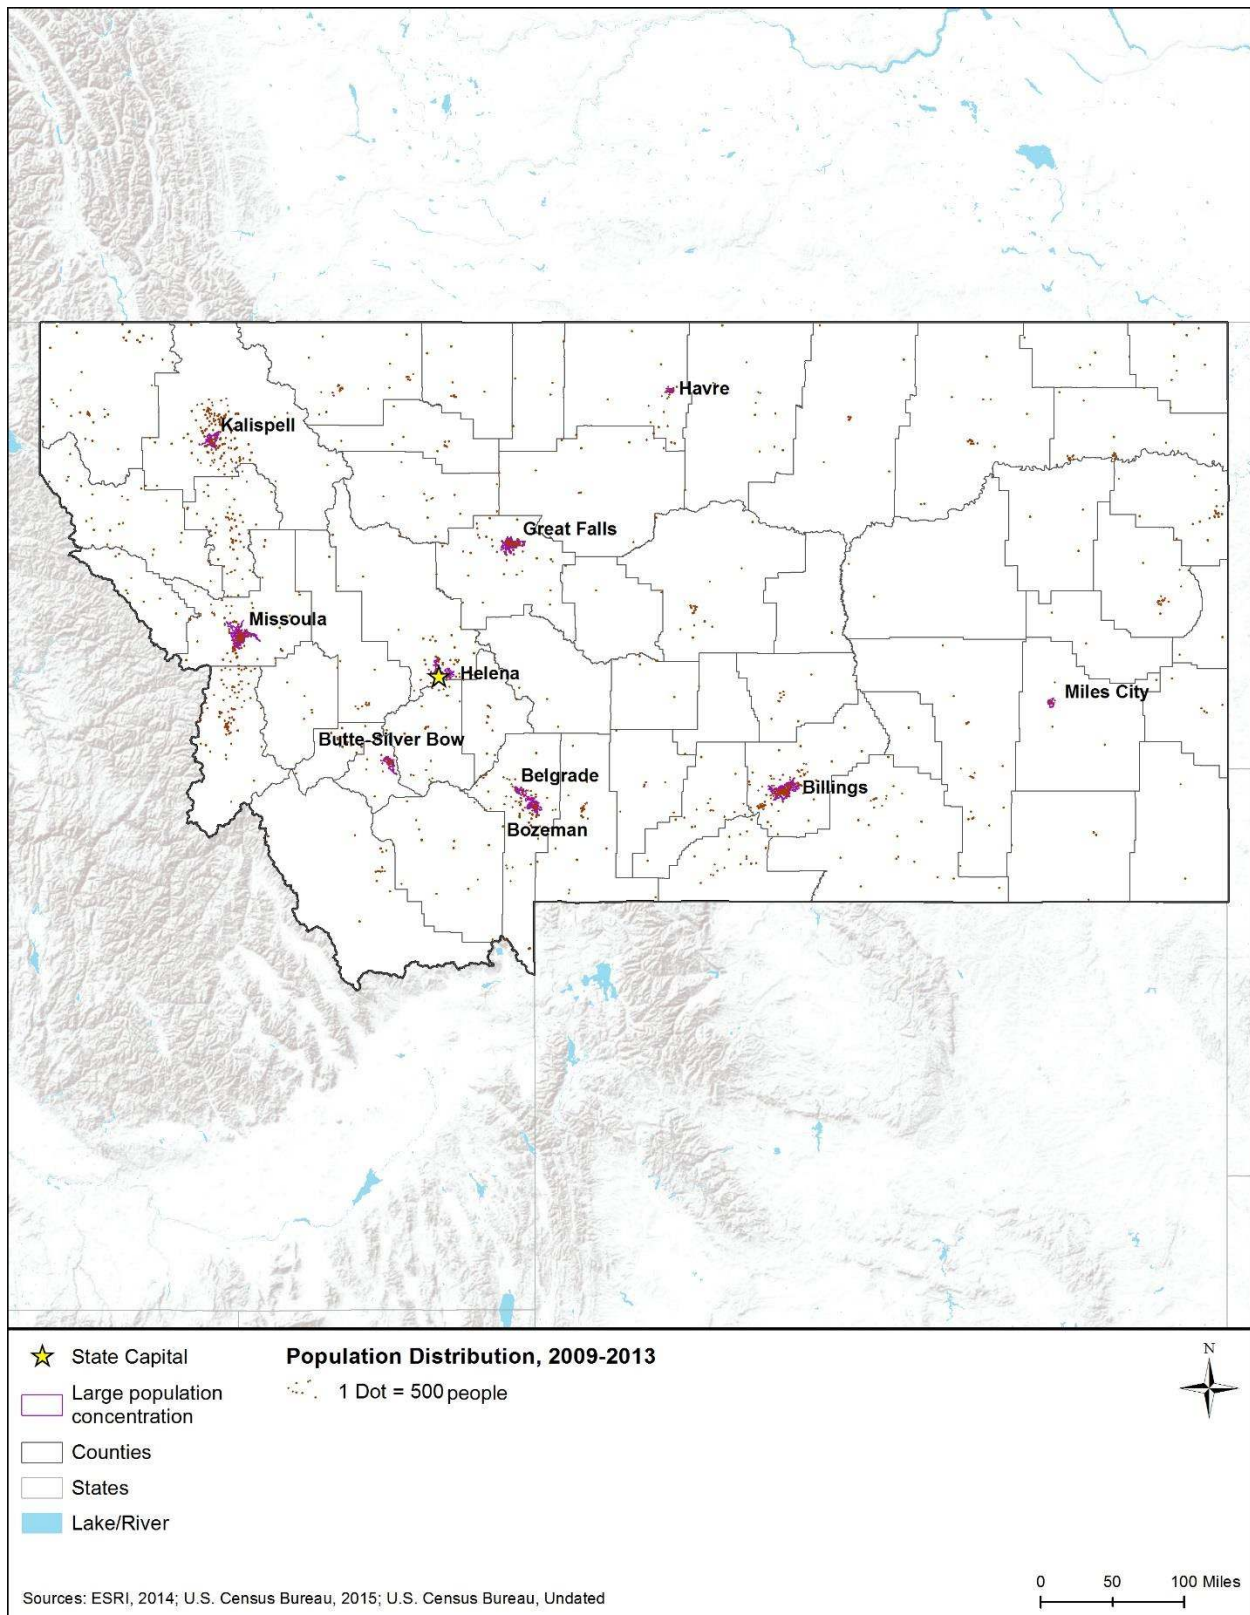 Havre
Kalispell
Great Falls
Missoula
Helena
Miles City
Butte-Silver Bow
Belgrade
Billings
Bozeman
State Capital
Large population
concentration
Counties
States
Lake/River
Population Distribution, 2009-2013
1 Dot = 500 people
N
Sources: ESRI, 2014; U.S. Census Bureau, 2015; U.S. Census Bureau, Undated
0 50 100 Miles